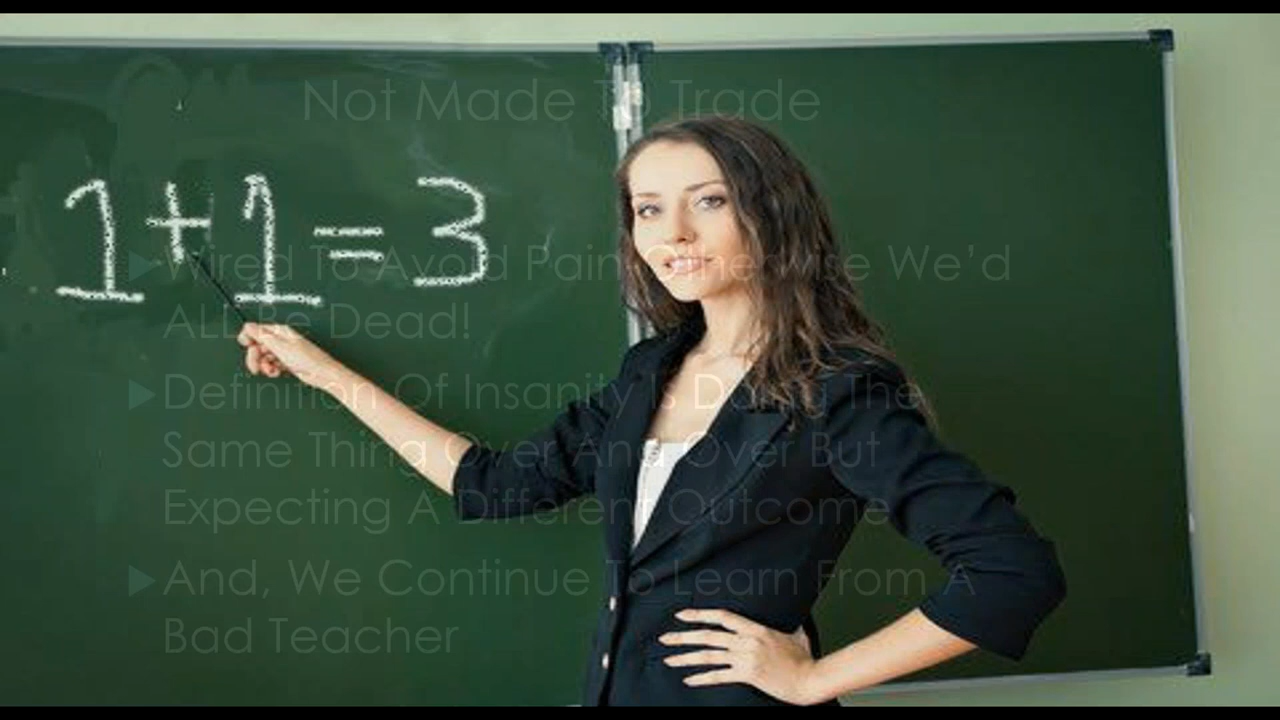 Not Made To Trade
1 + 1 = 3
Wired To Avoid Pain Otherwise We'd
ALL Be Dead!
Definition Of Insanity Is Doing The
Same Thing Over And Over But
Expecting A Different Outcome
And, We Continue To Learn From A
Bad Teacher